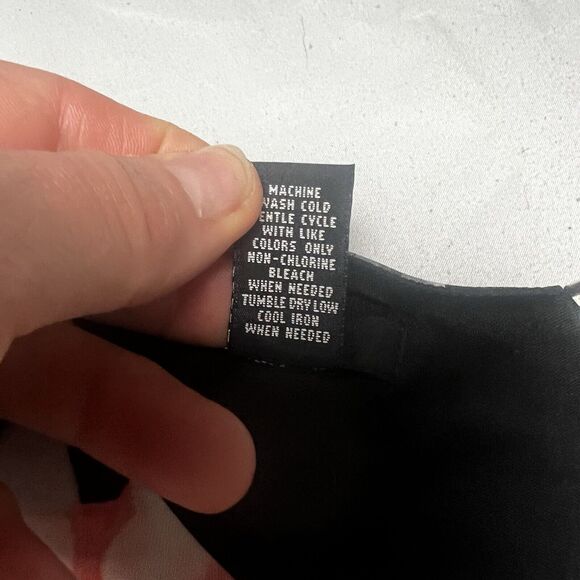 MACHINE
WASH COLD
GENTLE CYCLE
WITH LIKE
COLORS ONLY
NON-CHLORINE
BLEACH
WHEN NEEDED
TUMBLE DRY LOW
COOL IRON
WHEN NEEDED